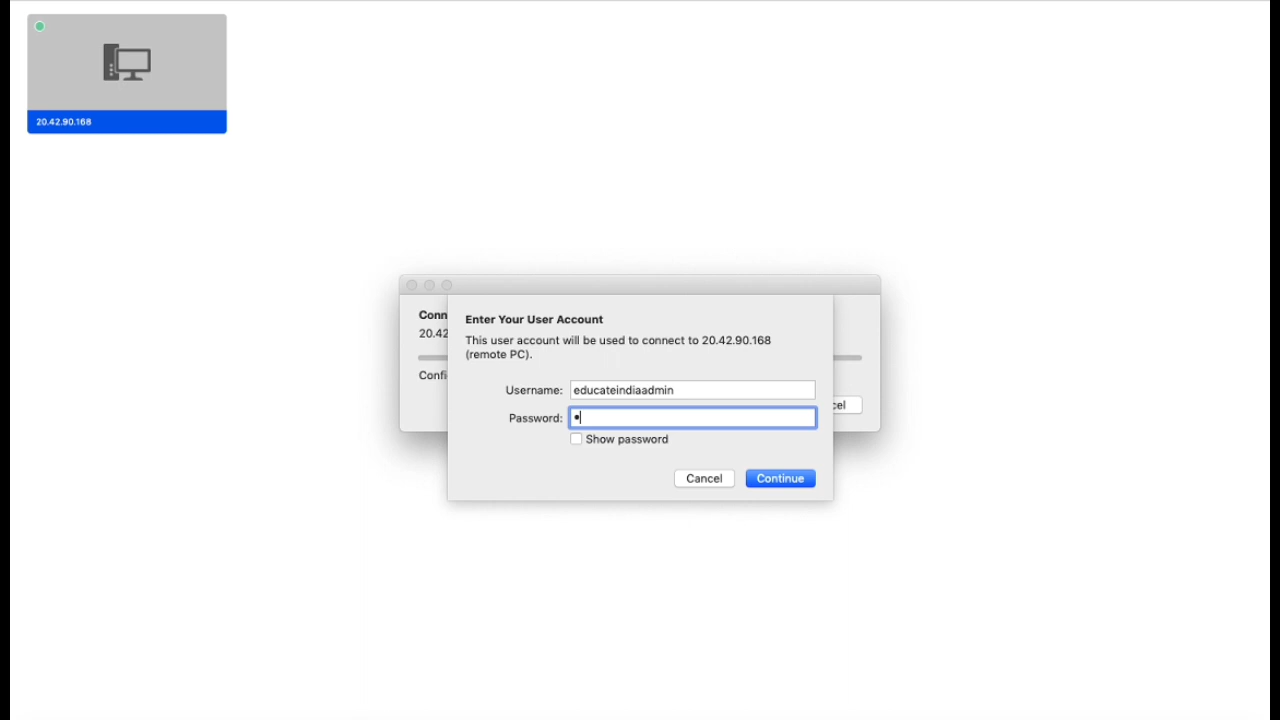 20.42.90.168
Conn
20.42
Confi
cel
Enter Your User Account
This user account will be used to connect to 20.42.90.168
(remote PC).
Username: educateindiaadmin
Password: •
Show password
Cancel Continue